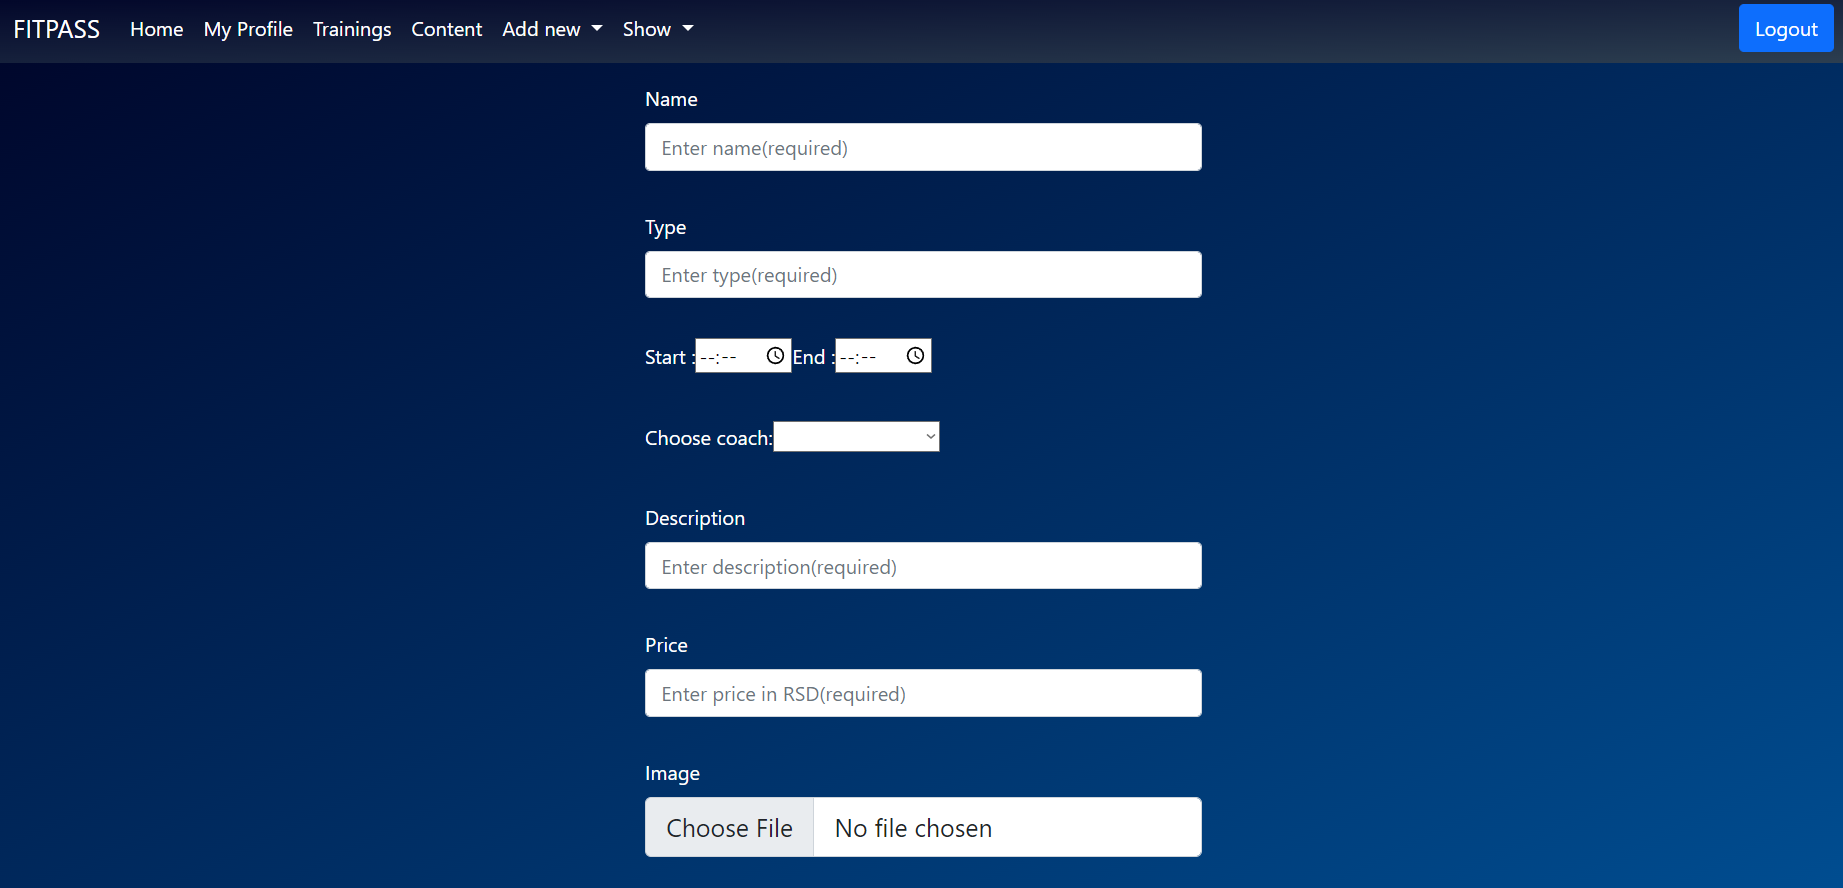 FITPASS Home My Profile Trainings Content Add new Show Logout
Name
Enter name(required)
Type
Enter type(required)
Start :--:-- End :--:--
Choose coach:
Description
Enter description(required)
Price
Enter price in RSD(required)
Image
Choose File No file chosen